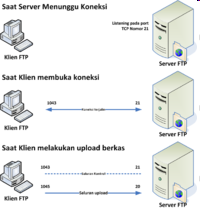 Saat Server Menunggu Koneksi
Listening pada port
TCP Nomor 21
Klien FTP
Server FTP
Saat Klien membuka koneksi
1043
21
Klien FTP
Server FTP
Saat Klien melakukan upload berkas
1043
21
Saluran Kontrol
1045
20
Saluran upload
Klien FTP
Server FTP